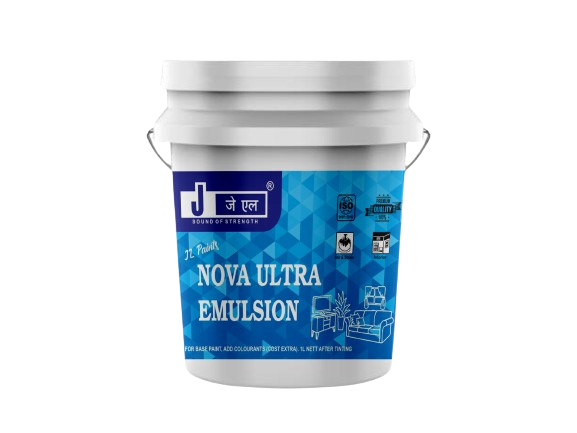 J जे एल ®
BOUND OF STRENGTH
JL Paints
NOVA ULTRA
EMULSION
ISO
PREMIUM
QUALITY
FOR BASE PAINT, ADD COLOURANTS (COST EXTRA). 1L NETT AFTER TINTING